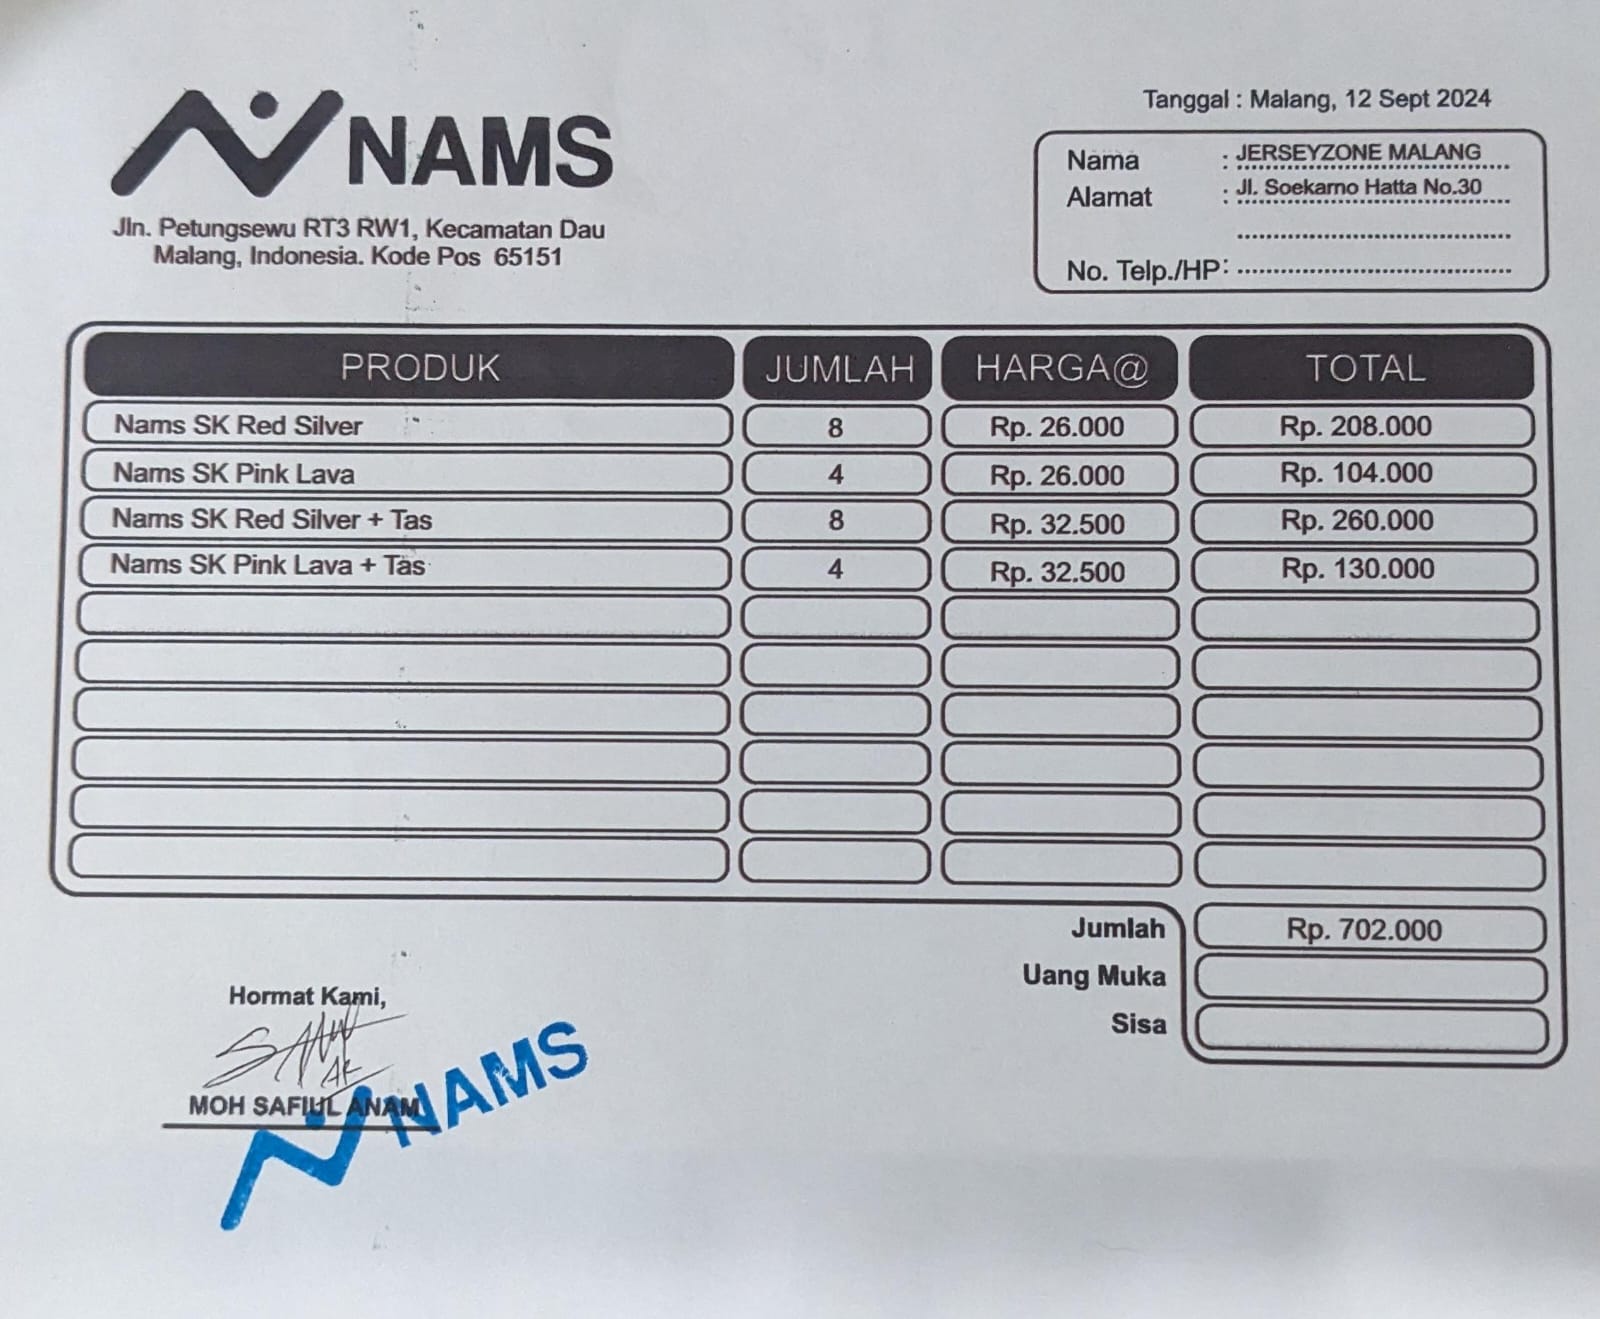 NAMS
Jln. Petungsewu RT3 RW1, Kecamatan Dau
Malang, Indonesia. Kode Pos 65151
Tanggal : Malang, 12 Sept 2024
Nama : JERSEYZONE MALANG
Alamat : Jl. Soekarno Hatta No.30
No. Telp./HP:
PRODUK JUMLAH HARGA@ TOTAL
Nams SK Red Silver 8 Rp. 26.000 Rp. 208.000
Nams SK Pink Lava 4 Rp. 26.000 Rp. 104.000
Nams SK Red Silver + Tas 8 Rp. 32.500 Rp. 260.000
Nams SK Pink Lava + Tas 4 Rp. 32.500 Rp. 130.000
Jumlah Rp. 702.000
Uang Muka
Sisa
Hormat Kami,
MOH SAFIUL ANAM
NAMS